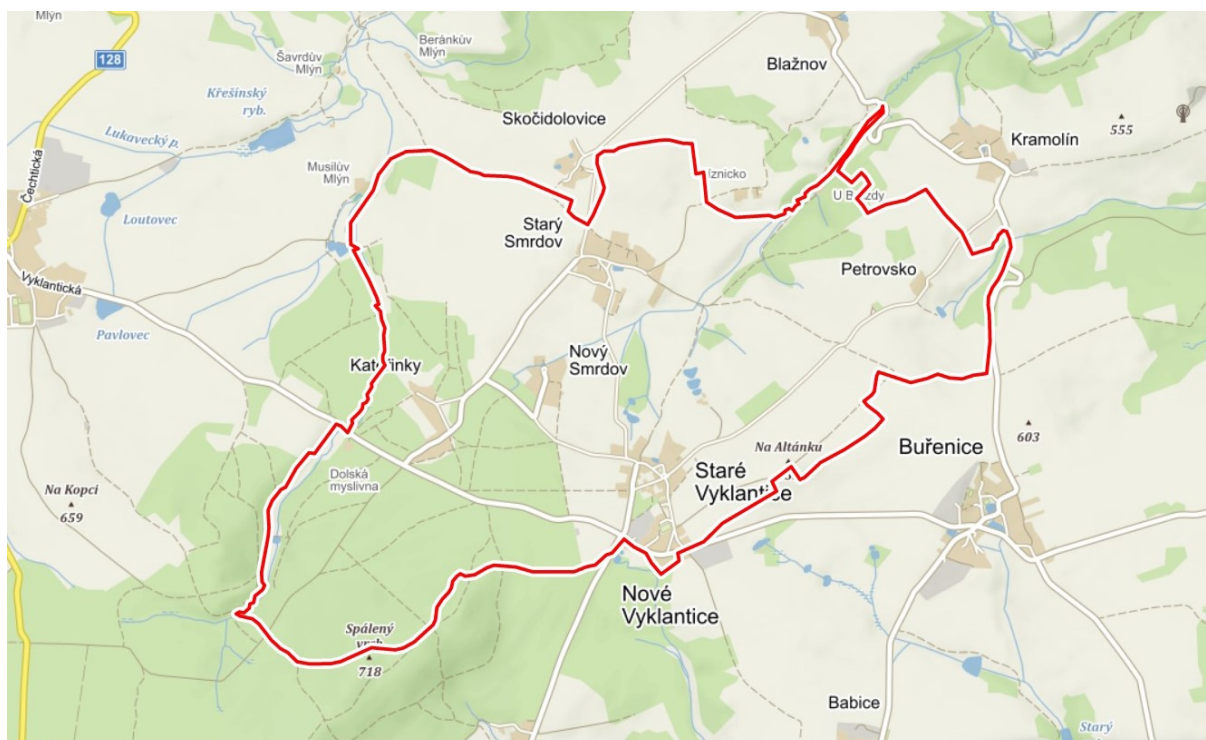 Mlýn
128
Šavrdův
Mlýn
Beránkův
Mlýn
Blažnov
Křešínský
ryb.
Skočidolovice
555
Kramolín
Lukavecký p.
Čechtická
Musilův
Mlýn
Loutovec
Starý
Smrdov
Petrovsko
Vyklantická
Pavlovec
Nový
Smrdov
Na Altánku
Buřenice
603
Staré
Vyklantice
Dolská
myslivna
Na Kopci
659
Nové
Vyklantice
Spálený
718
Babice
Starý